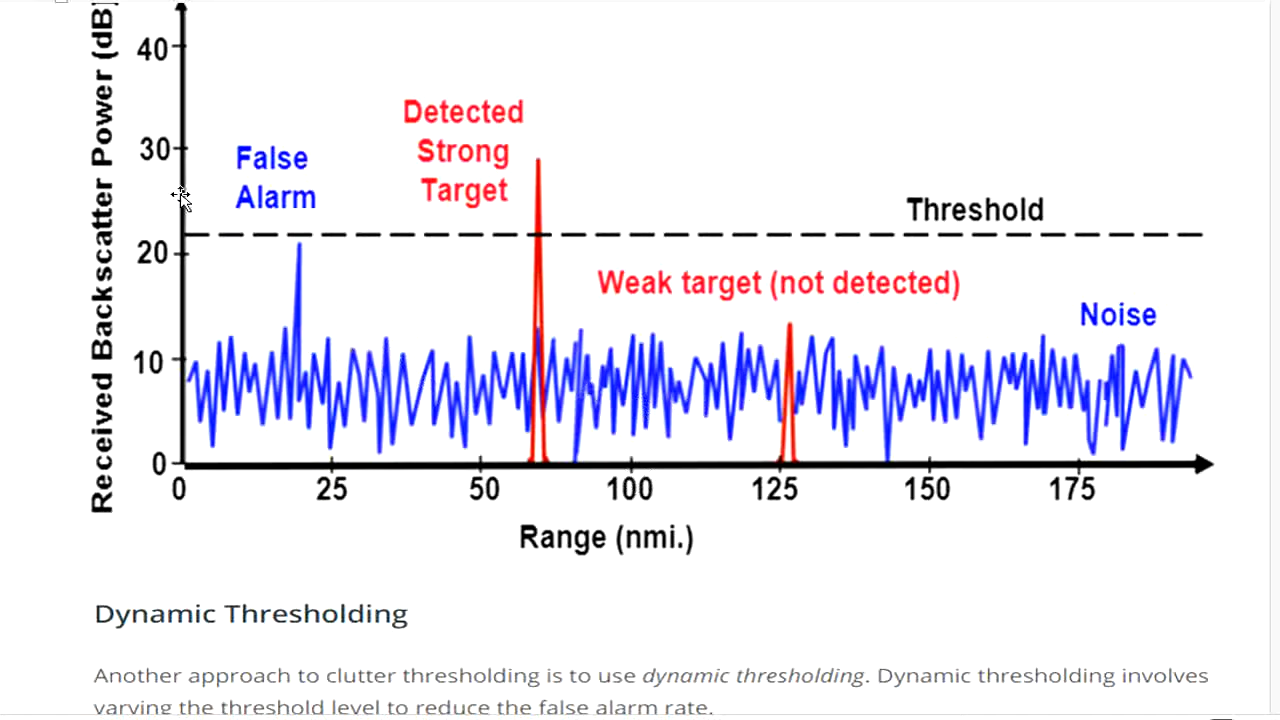 Received Backscatter Power (dB)
40
30
20
10
0
False
Alarm
Detected
Strong
Target
Threshold
Weak target (not detected)
Noise
0 25 50 100 125 150 175
Range (nmi.)
Dynamic Thresholding
Another approach to clutter thresholding is to use dynamic thresholding. Dynamic thresholding involves
varying the threshold level to reduce the false alarm rate.